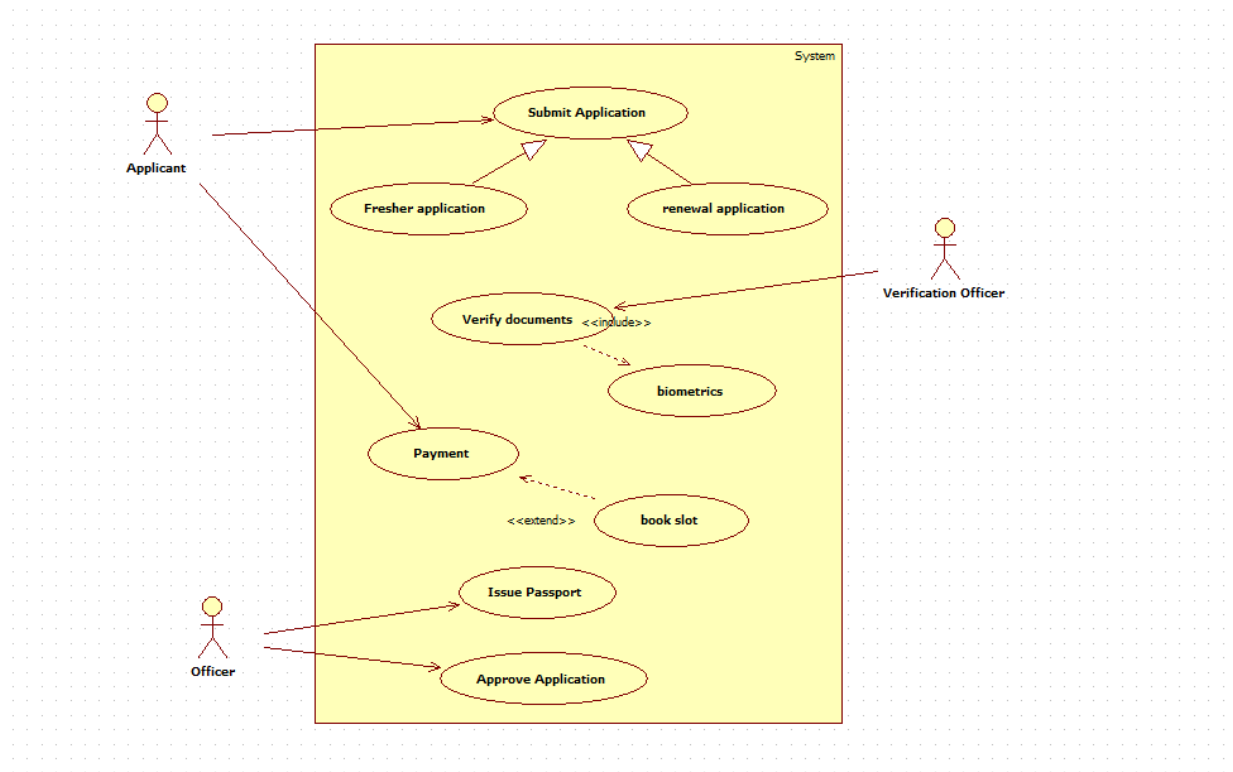 System
Submit Application
Applicant
Fresher application
renewal application
Verification Officer
Verify documents
<<include>>
biometrics
Payment
<<extend>>
book slot
Issue Passport
Officer
Approve Application